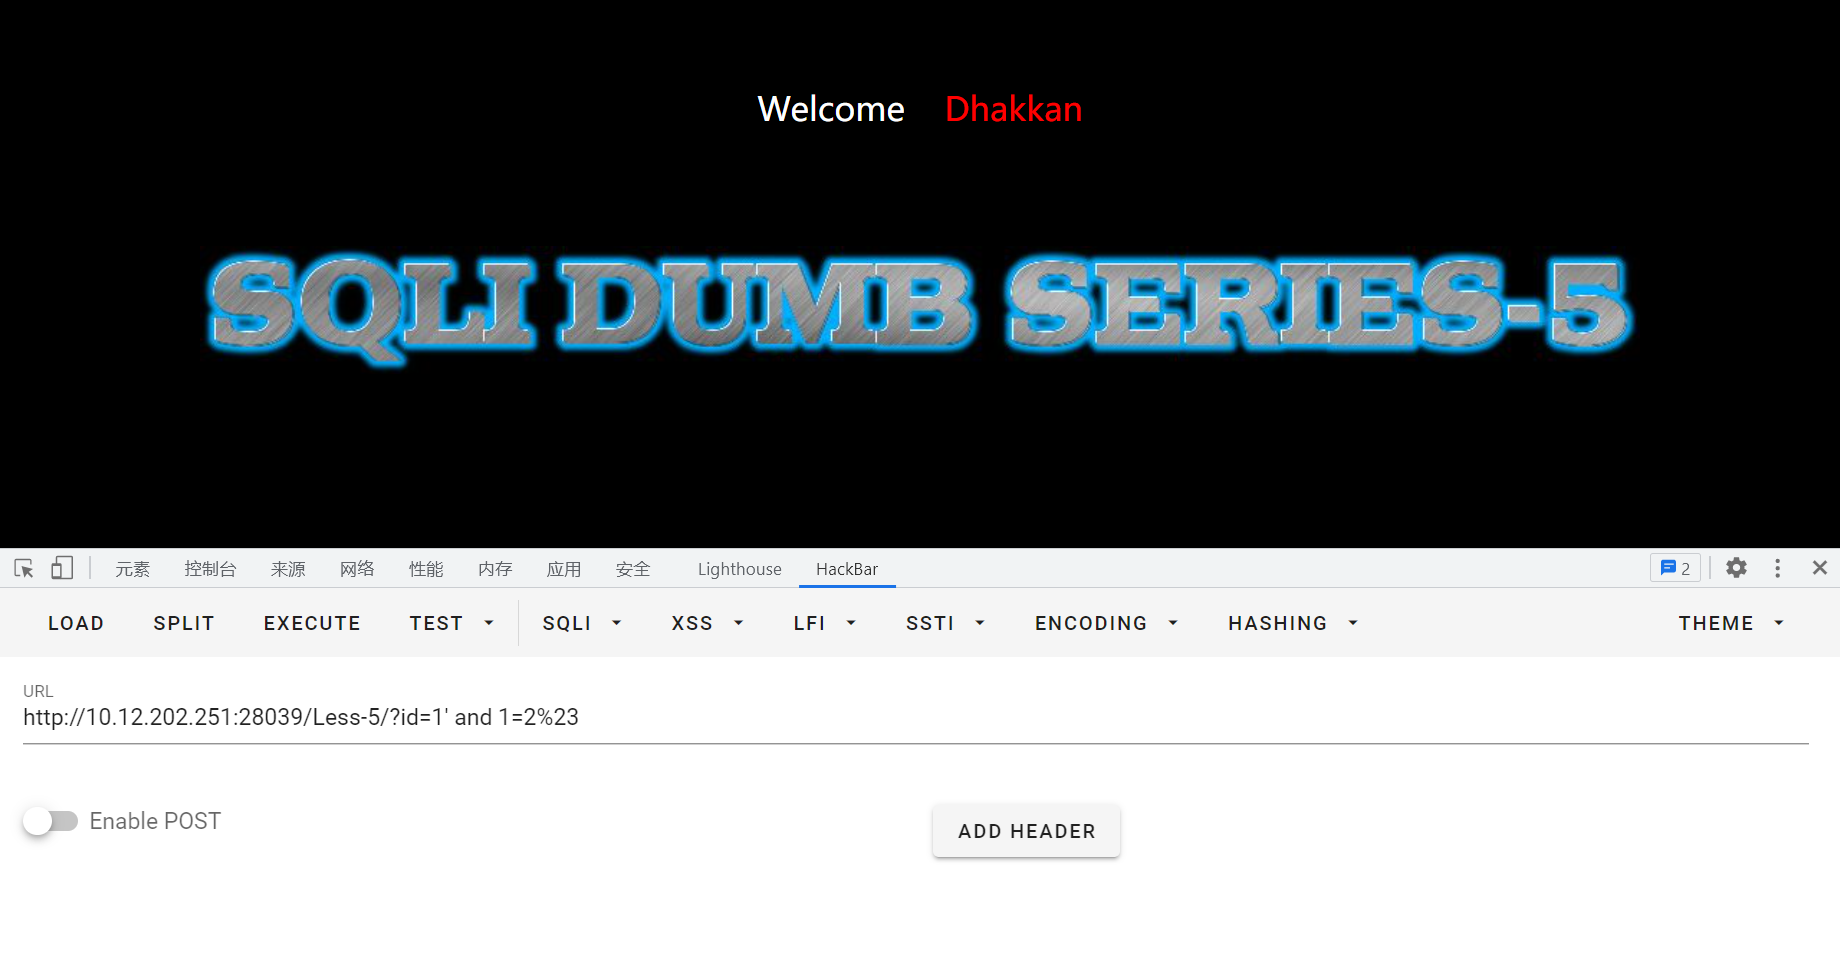 Welcome Dhakkan
SQLI DUMB SERIES-5
元素 控制台 来源 网络 性能 内存 应用 安全 Lighthouse HackBar 2
LOAD SPLIT EXECUTE TEST SQLI XSS LFI SSTI ENCODING HASHING THEME
URL
http://10.12.202.251:28039/Less-5/?id=1' and 1=2%23
Enable POST ADD HEADER